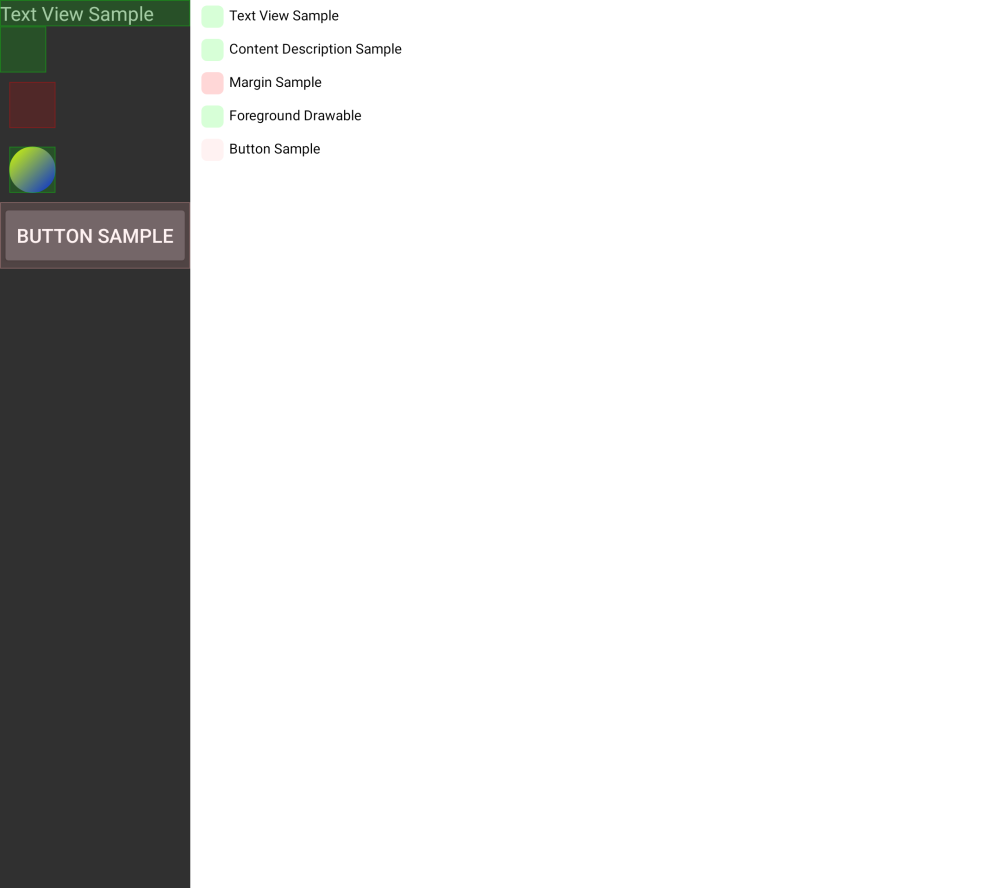 Text View Sample
BUTTON SAMPLE
Text View Sample
Content Description Sample
Margin Sample
Foreground Drawable
Button Sample